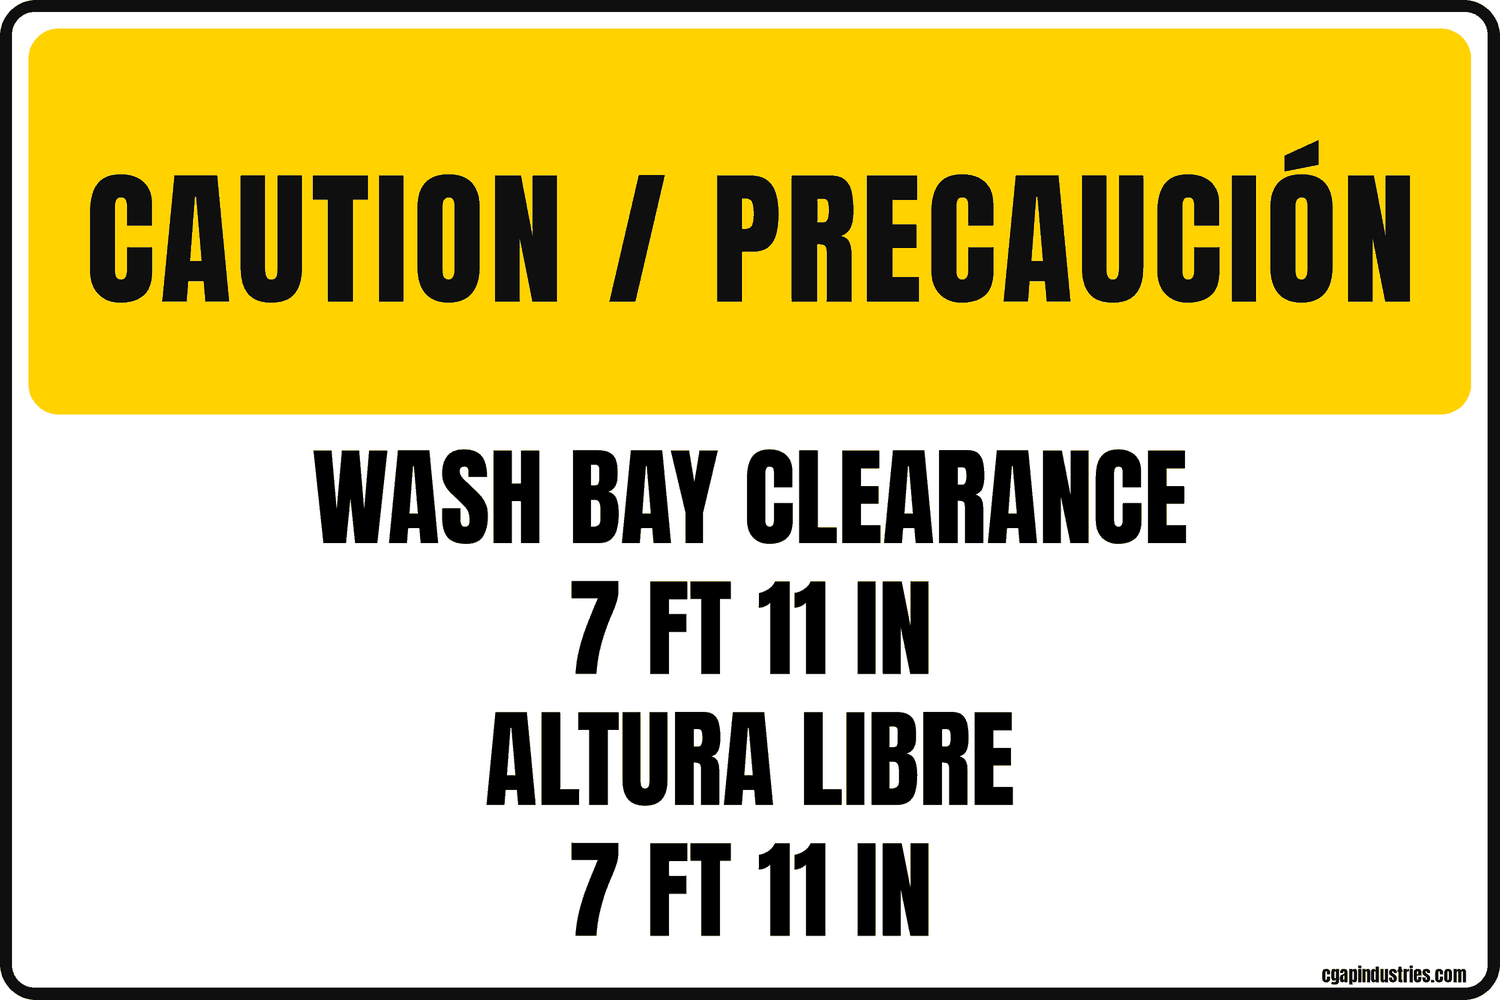 CAUTION / PRECAUCIÓN
WASH BAY CLEARANCE
7 FT 11 IN
ALTURA LIBRE
7 FT 11 IN
cgapindustries.com